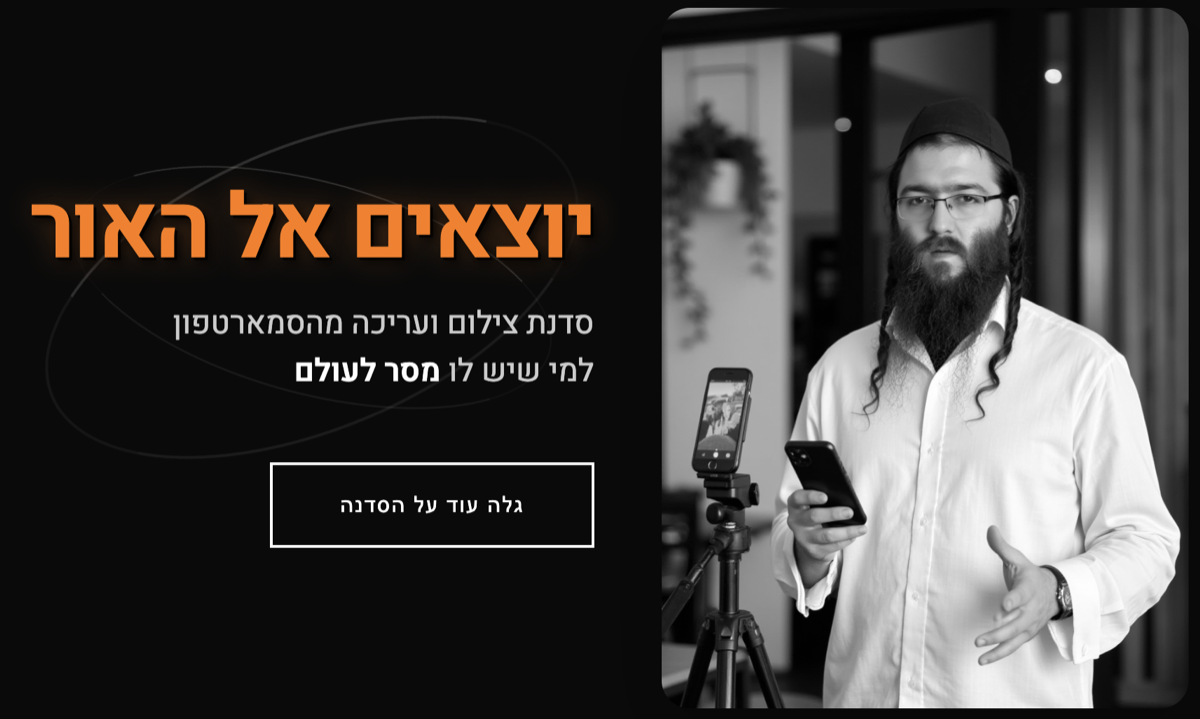 יוצאים אל האור
סדנת צילום ועריכה מהסמארטפון
למי שיש לו מסר לעולם
גלה עוד על הסדנה